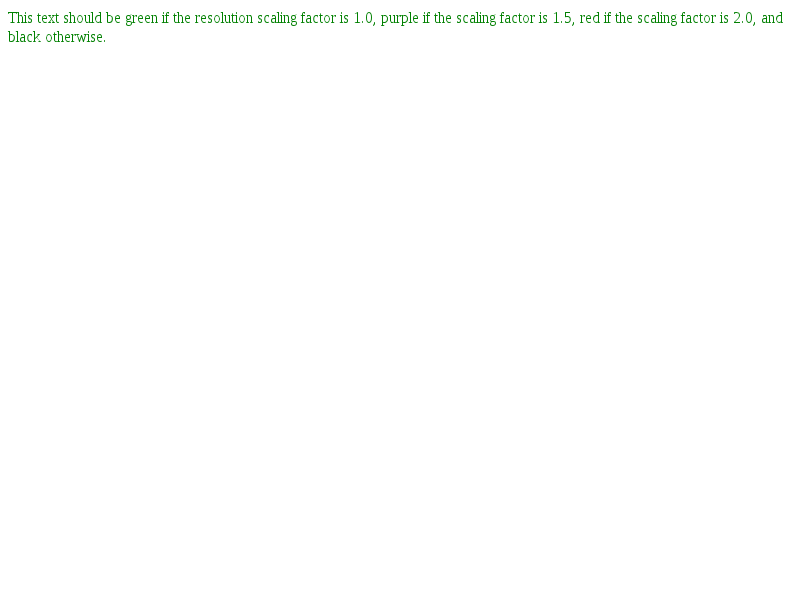 This text should be green if the resolution scaling factor is 1.0, purple if the scaling factor is 1.5, red if the scaling factor is 2.0, and
black otherwise.